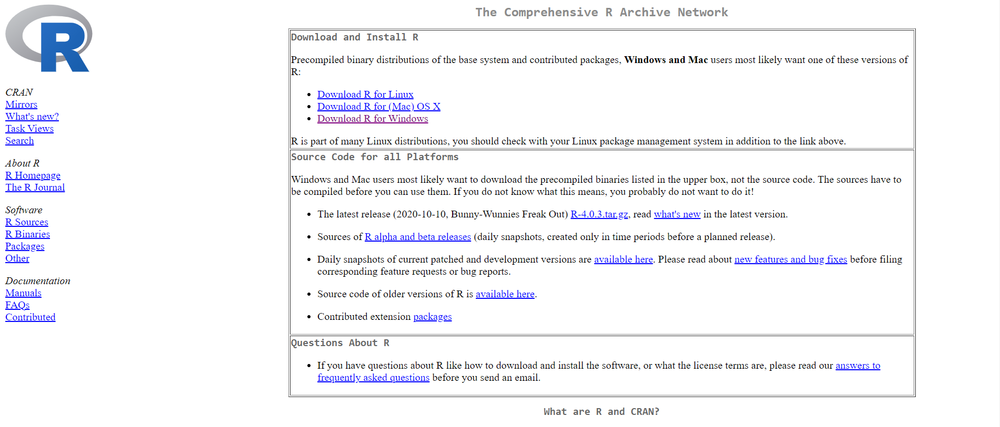 R
CRAN
Mirrors
What's new?
Task Views
Search
About R
R Homepage
The R Journal
Software
R Sources
R Binaries
Packages
Other
Documentation
Manuals
FAQs
Contributed
The Comprehensive R Archive Network
Download and Install R
Precompiled binary distributions of the base system and contributed packages, Windows and Mac users most likely want one of these versions of
R:
Download R for Linux
Download R for (Mac) OS X
Download R for Windows
R is part of many Linux distributions, you should check with your Linux package management system in addition to the link above.
Source Code for all Platforms
Windows and Mac users most likely want to download the precompiled binaries listed in the upper box, not the source code. The sources have to
be compiled before you can use them. If you do not know what this means, you probably do not want to do it!
The latest release (2020-10-10, Bunny-Wunnies Freak Out) R-4.0.3.tar.gz, read what's new in the latest version.
Sources of R alpha and beta releases (daily snapshots, created only in time periods before a planned release).
Daily snapshots of current patched and development versions are available here. Please read about new features and bug fixes before filing
corresponding feature requests or bug reports.
Source code of older versions of R is available here.
Contributed extension packages
Questions About R
If you have questions about R like how to download and install the software, or what the license terms are, please read our answers to
frequently asked questions before you send an email.
What are R and CRAN?